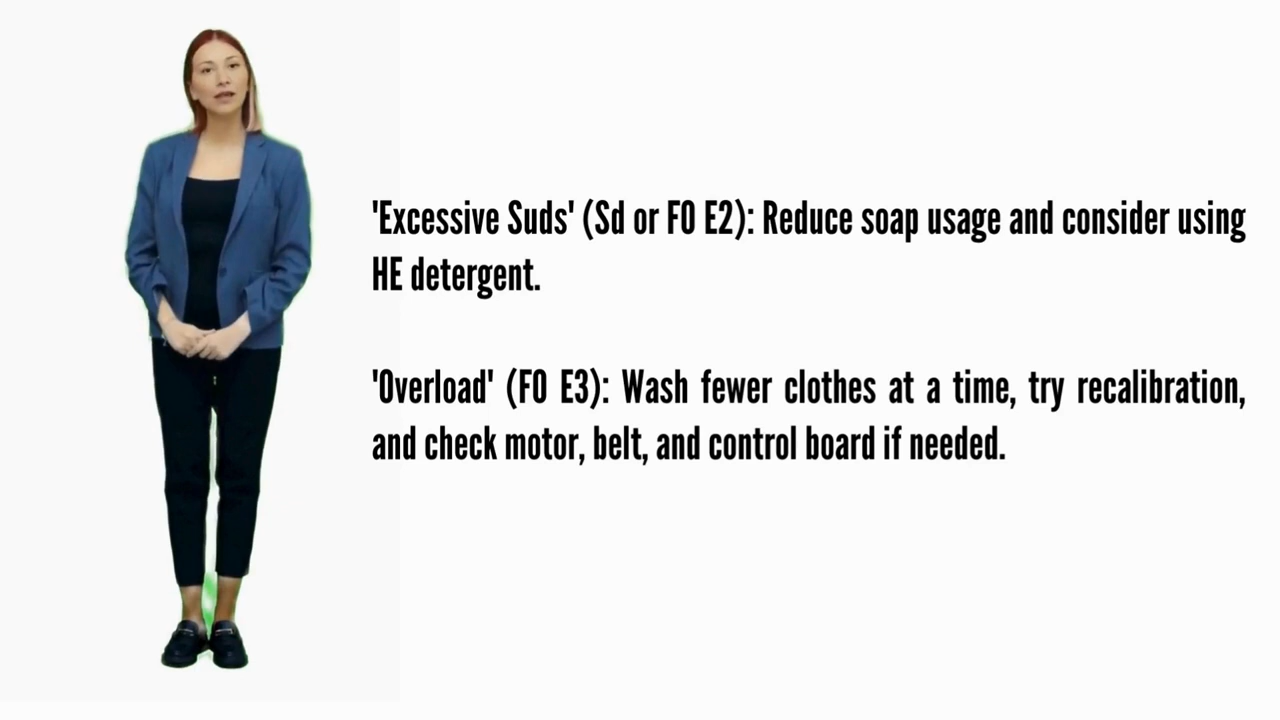 'Excessive Suds' (Sd or F0 E2): Reduce soap usage and consider using
HE detergent.
'Overload' (F0 E3): Wash fewer clothes at a time, try recalibration,
and check motor, belt, and control board if needed.